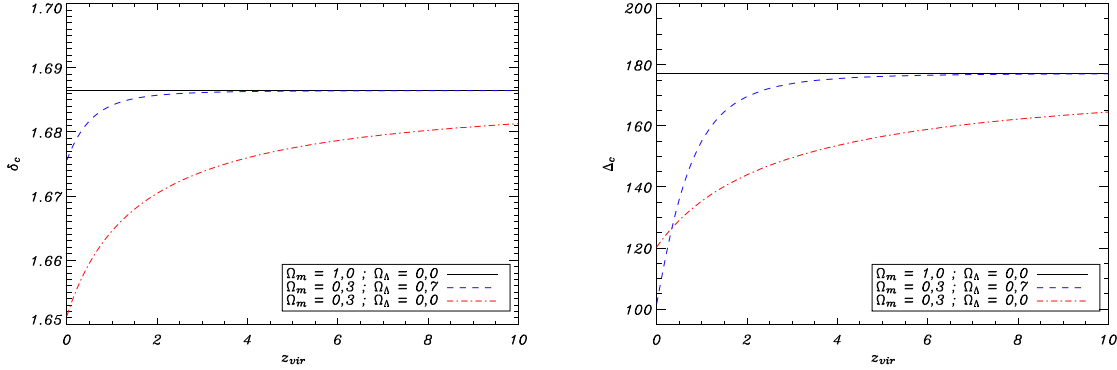 1.70
1.69
1.68
1.67
1.66
1.65
δc
0 2 4 6 8 10
zvir
Ωm = 1,0 ; ΩΛ = 0,0
Ωm = 0,3 ; ΩΛ = 0,7
Ωm = 0,3 ; ΩΛ = 0,0
200
180
160
140
120
100
Δc
0 2 4 6 8 10
zvir
Ωm = 1,0 ; ΩΛ = 0,0
Ωm = 0,3 ; ΩΛ = 0,7
Ωm = 0,3 ; ΩΛ = 0,0